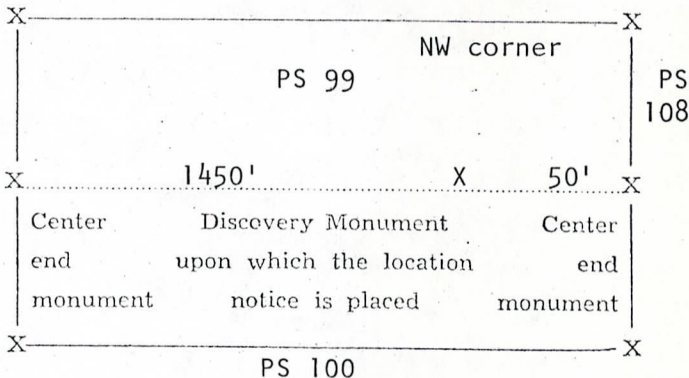 X X
NW corner
PS 99 PS
108
X 1450' X 50' X
Center Discovery Monument Center
end upon which the location end
monument notice is placed monument
X X
PS 100